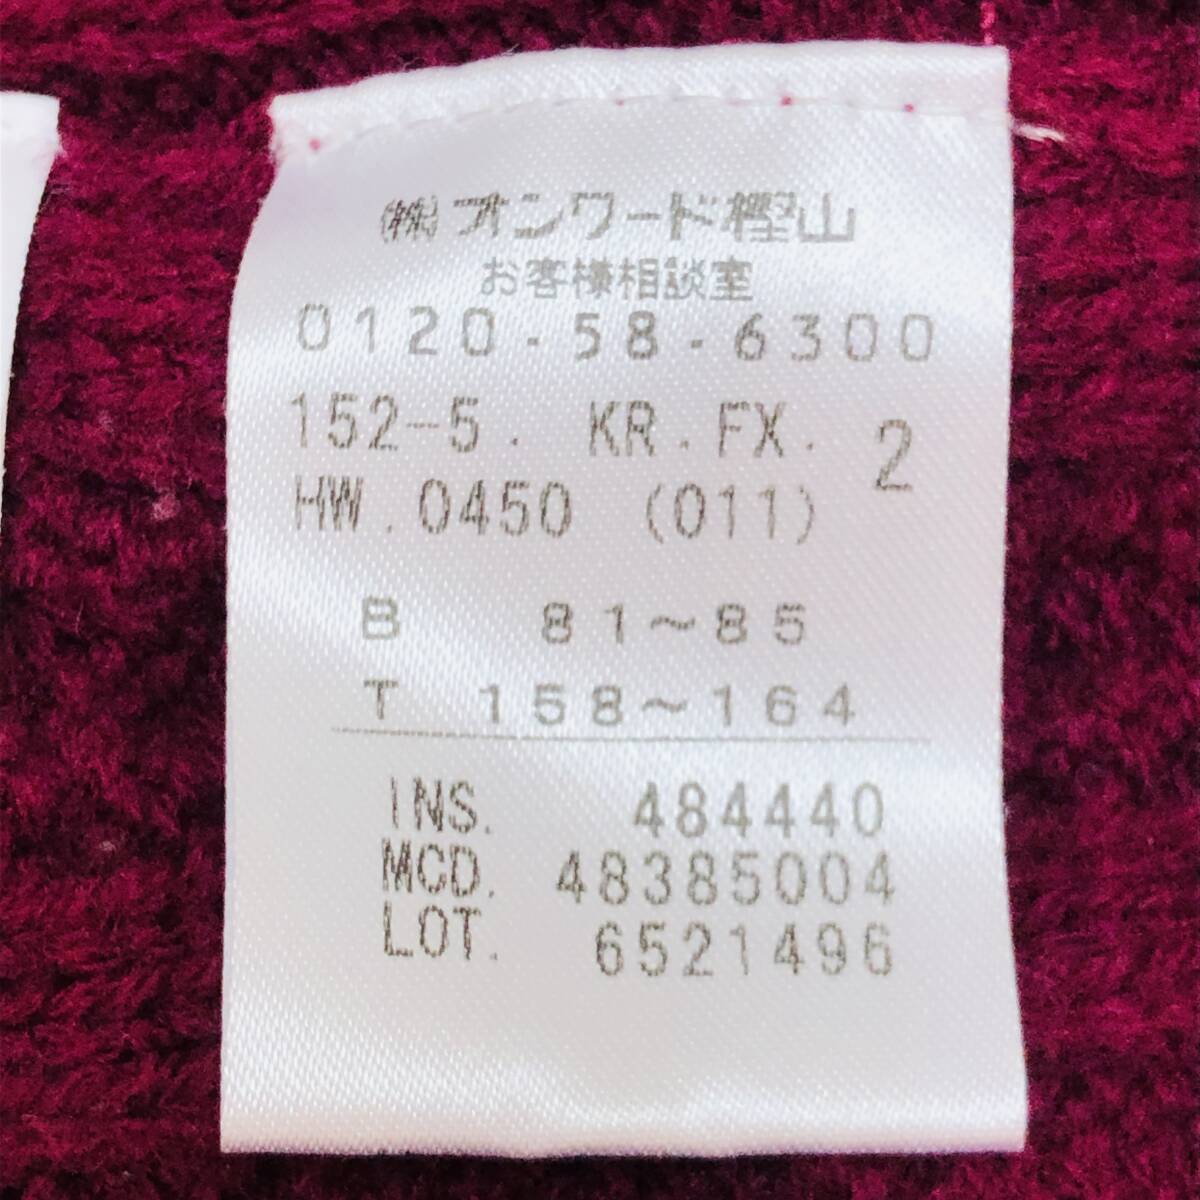 ㈱オンワード樫山
お客様相談室
0120-58-6300
152-5. KR.FX. 2
HW.0450 (011)
B 81~85
T 158~164
INS. 484440
MCD. 48385004
LOT. 6521496